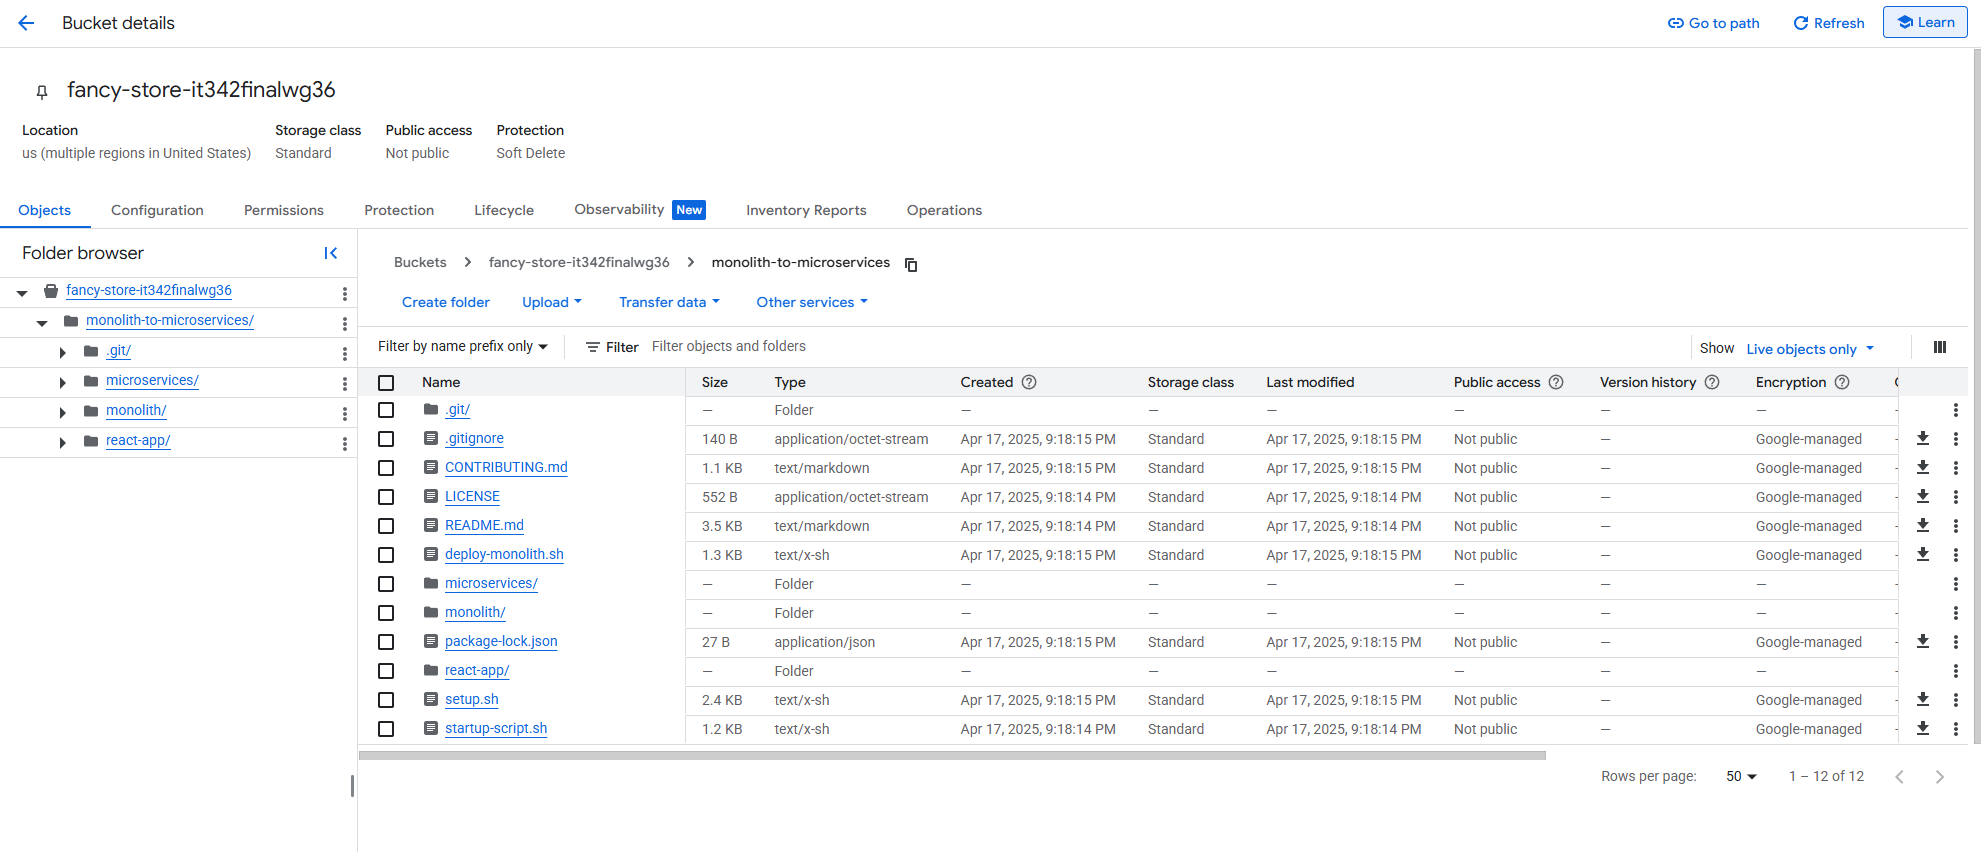 Bucket details
Go to path Refresh Learn
fancy-store-it342finalwg36
Location Storage class Public access Protection
us (multiple regions in United States) Standard Not public Soft Delete
Objects Configuration Permissions Protection Lifecycle Observability New Inventory Reports Operations
Folder browser
fancy-store-it342finalwg36
monolith-to-microservices/
.git/
microservices/
monolith/
react-app/
Buckets > fancy-store-it342finalwg36 > monolith-to-microservices
Create folder Upload Transfer data Other services
Filter by name prefix only Filter Filter objects and folders Show Live objects only
Name Size Type Created Storage class Last modified Public access Version history Encryption
.git/ — Folder — — — — — —
.gitignore 140 B application/octet-stream Apr 17, 2025, 9:18:15 PM Standard Apr 17, 2025, 9:18:15 PM Not public — Google-managed
CONTRIBUTING.md 1.1 KB text/markdown Apr 17, 2025, 9:18:15 PM Standard Apr 17, 2025, 9:18:15 PM Not public — Google-managed
LICENSE 552 B application/octet-stream Apr 17, 2025, 9:18:14 PM Standard Apr 17, 2025, 9:18:14 PM Not public — Google-managed
README.md 3.5 KB text/markdown Apr 17, 2025, 9:18:14 PM Standard Apr 17, 2025, 9:18:14 PM Not public — Google-managed
deploy-monolith.sh 1.3 KB text/x-sh Apr 17, 2025, 9:18:15 PM Standard Apr 17, 2025, 9:18:15 PM Not public — Google-managed
microservices/ — Folder — — — — — —
monolith/ — Folder — — — — — —
package-lock.json 27 B application/json Apr 17, 2025, 9:18:15 PM Standard Apr 17, 2025, 9:18:15 PM Not public — Google-managed
react-app/ — Folder — — — — — —
setup.sh 2.4 KB text/x-sh Apr 17, 2025, 9:18:15 PM Standard Apr 17, 2025, 9:18:15 PM Not public — Google-managed
startup-script.sh 1.2 KB text/x-sh Apr 17, 2025, 9:18:14 PM Standard Apr 17, 2025, 9:18:14 PM Not public — Google-managed
Rows per page: 50 1 – 12 of 12